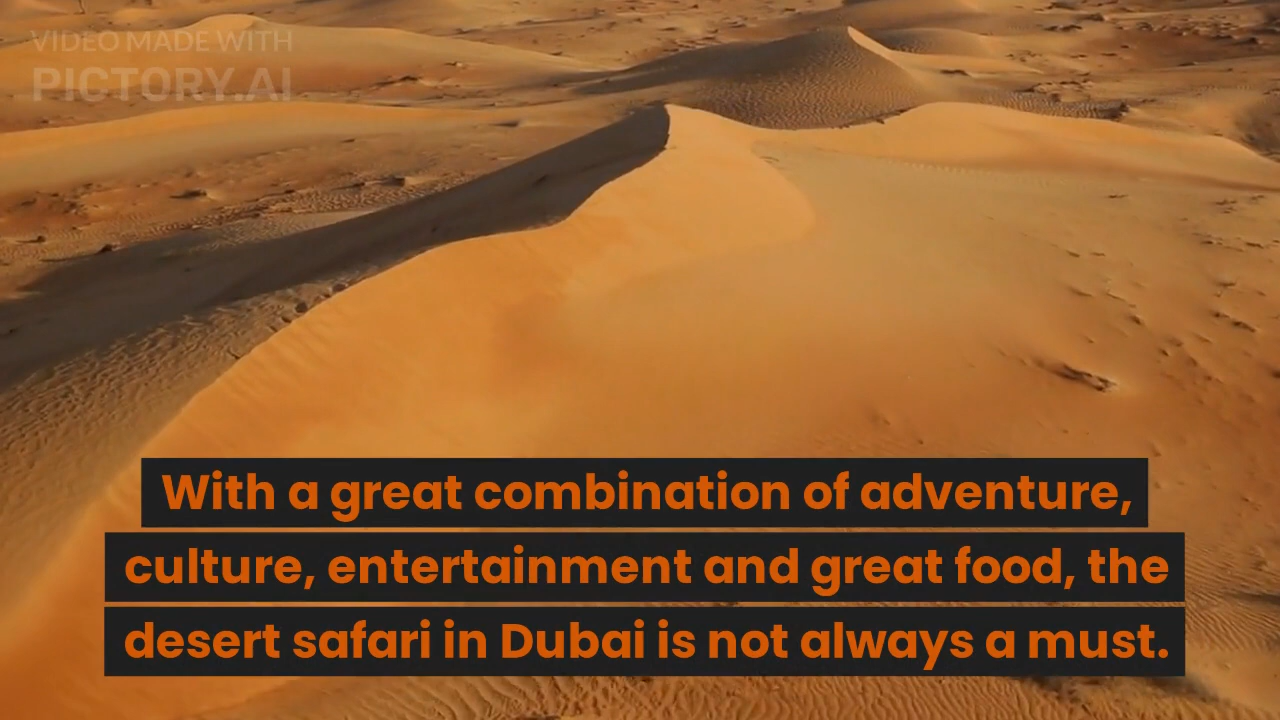 VIDEO MADE WITH
PICTORY.AI
With a great combination of adventure,
culture, entertainment and great food, the
desert safari in Dubai is not always a must.